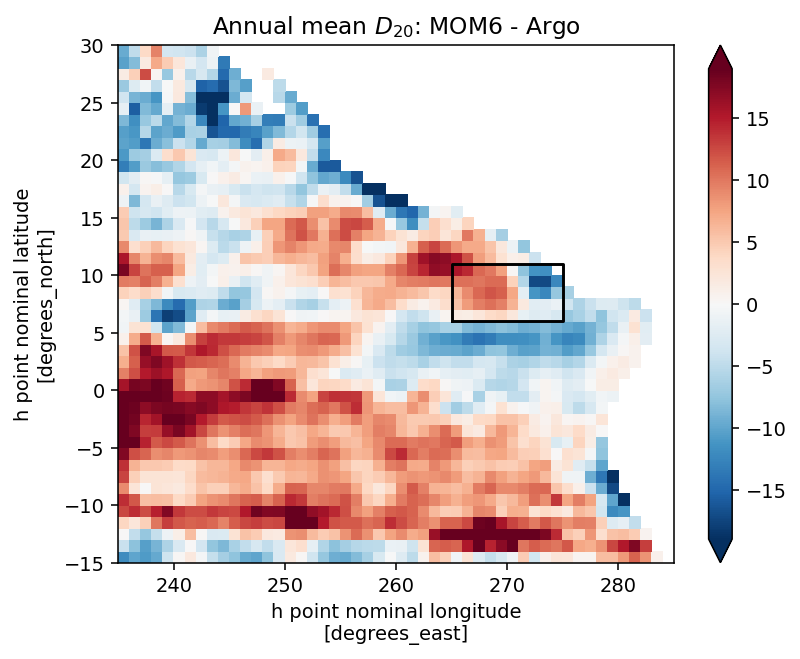 Annual mean $D_{20}$: MOM6 - Argo
h point nominal latitude
[degrees_north]
30
25
20
15
10
5
0
−5
−10
−15
240 250 260 270 280
h point nominal longitude
[degrees_east]
15
10
5
0
−5
−10
−15